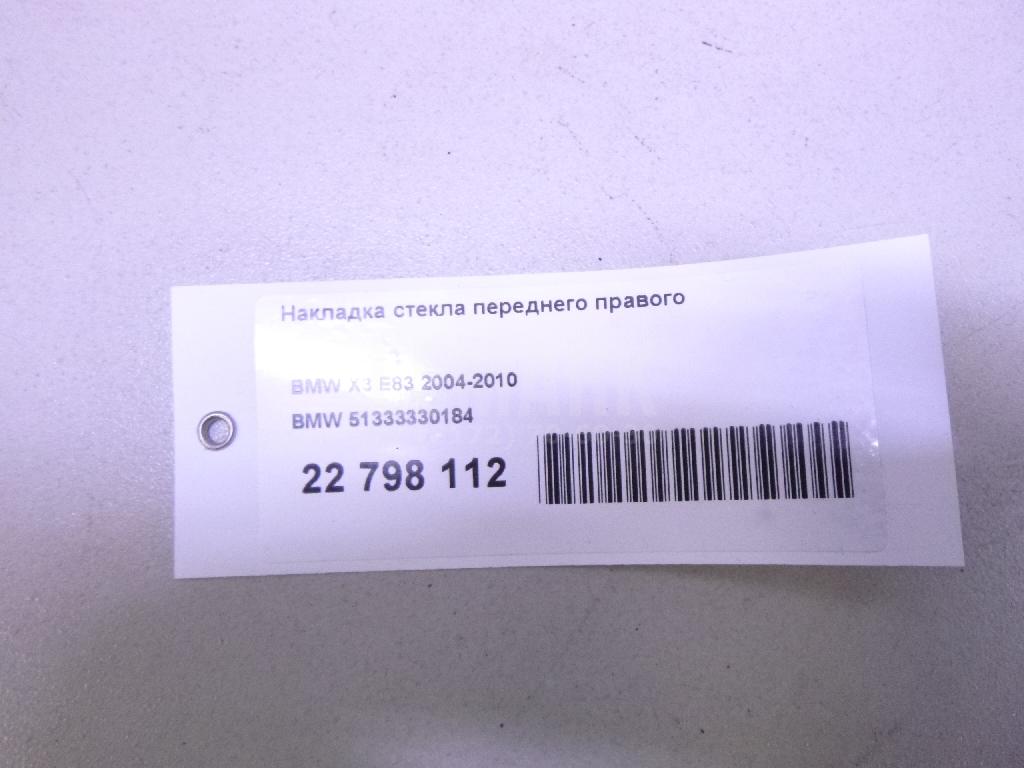 Накладка стекла переднего правого
BMW X3 E83 2004-2010
BMW 51333330184
22 798 112